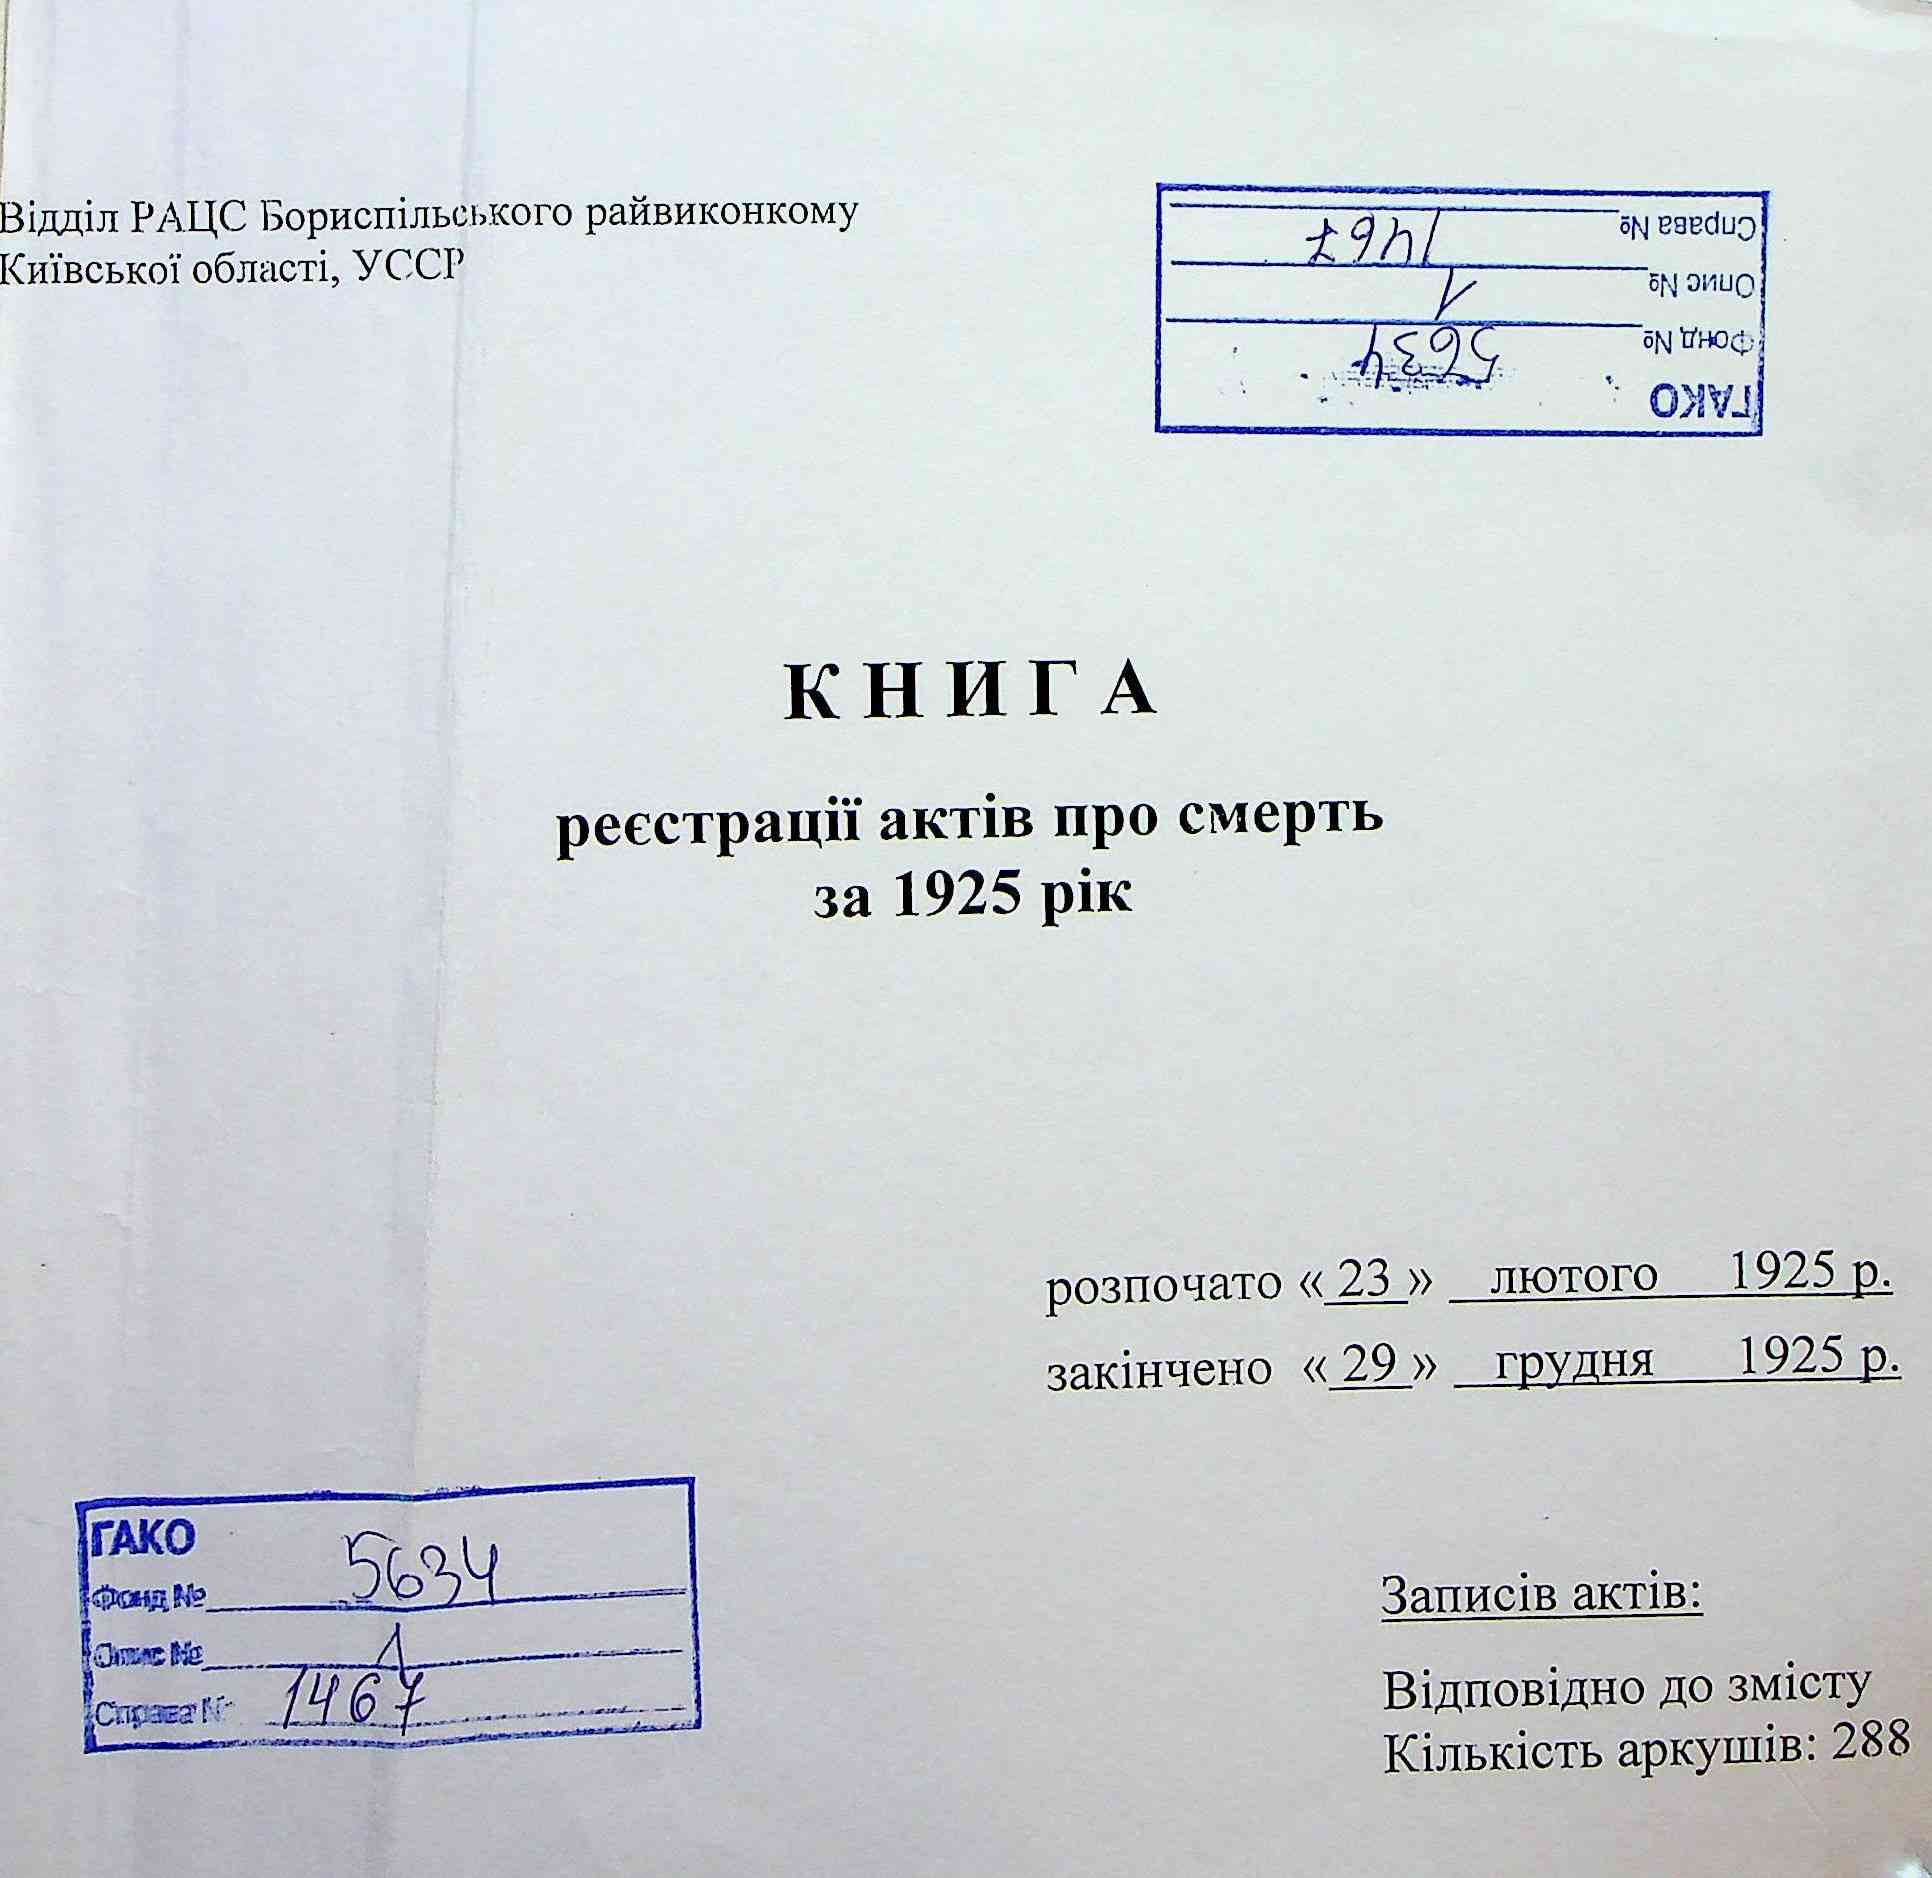 Відділ РАЦС Бориспільського райвиконкому
Київської області, УССР
ГАКО
Фонд № 5634
Опис № 1
Справа № 1467
КНИГА
реєстрації актів про смерть
за 1925 рік
розпочато « 23 » лютого 1925 р.
закінчено « 29 » грудня 1925 р.
ГАКО
Фонд № 5634
Опис № 1
Справа № 1467
Записів актів:
Відповідно до змісту
Кількість аркушів: 288